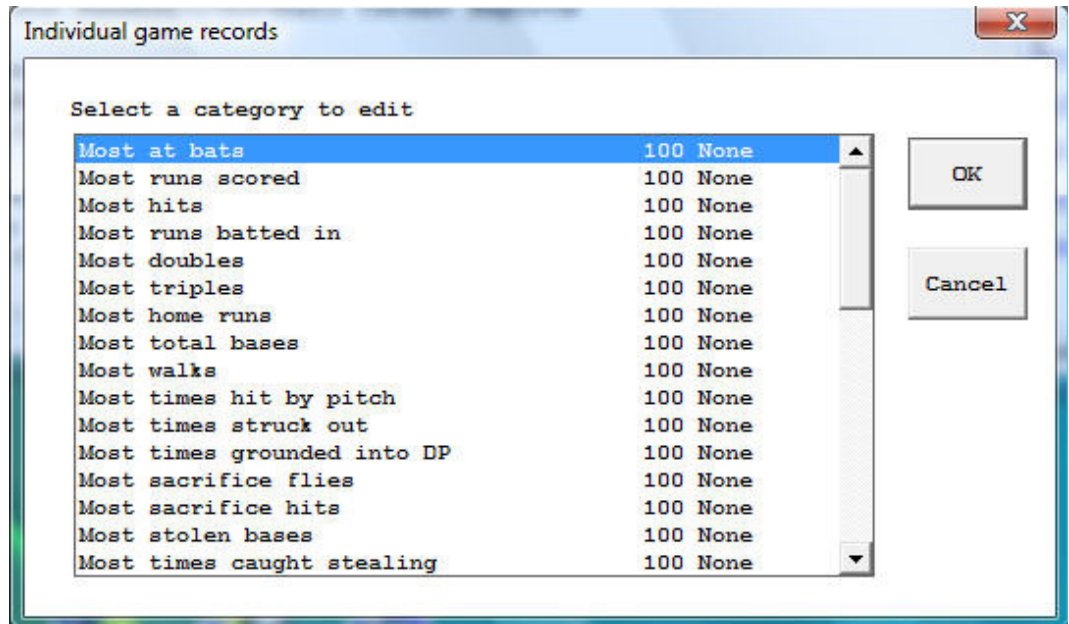 Individual game records
Select a category to edit
Most at bats 100 None
Most runs scored 100 None
Most hits 100 None
Most runs batted in 100 None
Most doubles 100 None
Most triples 100 None
Most home runs 100 None
Most total bases 100 None
Most walks 100 None
Most times hit by pitch 100 None
Most times struck out 100 None
Most times grounded into DP 100 None
Most sacrifice flies 100 None
Most sacrifice hits 100 None
Most stolen bases 100 None
Most times caught stealing 100 None
OK
Cancel